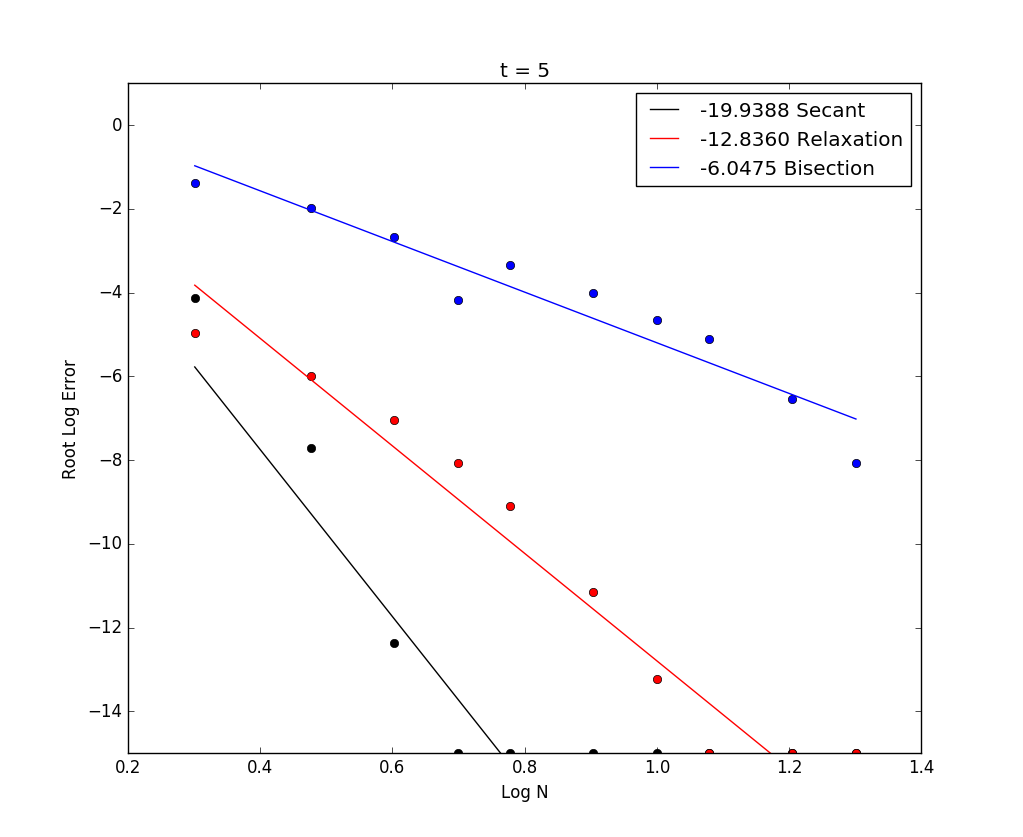 t = 5
-19.9388 Secant
-12.8360 Relaxation
-6.0475 Bisection
0
−2
−4
−6
−8
−10
−12
−14
Root Log Error
0.2 0.4 0.6 0.8 1.0 1.2 1.4
Log N